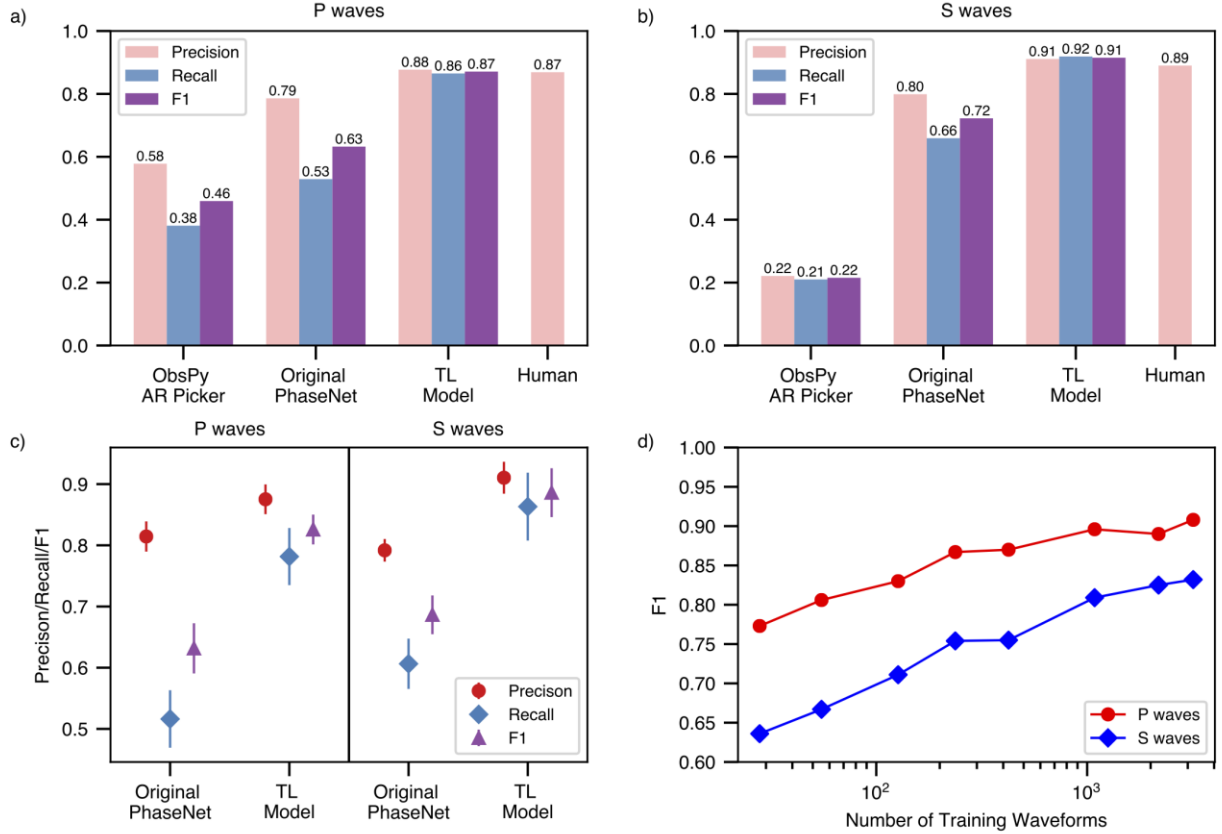 a)
P waves
1.0
0.8
0.6
0.4
0.2
0.0
Precision
Recall
F1
0.58
0.38
0.46
0.79
0.53
0.63
0.88
0.86
0.87
0.87
ObsPy
AR Picker
Original
PhaseNet
TL
Model
Human
b)
S waves
1.0
0.8
0.6
0.4
0.2
0.0
Precision
Recall
F1
0.22
0.21
0.22
0.80
0.66
0.72
0.91
0.92
0.91
0.89
ObsPy
AR Picker
Original
PhaseNet
TL
Model
Human
c)
P waves
S waves
Precison/Recall/F1
0.9
0.8
0.7
0.6
0.5
Precison
Recall
F1
Original
PhaseNet
TL
Model
Original
PhaseNet
TL
Model
d)
F1
1.00
0.95
0.90
0.85
0.80
0.75
0.70
0.65
0.60
P waves
S waves
10²
10³
Number of Training Waveforms